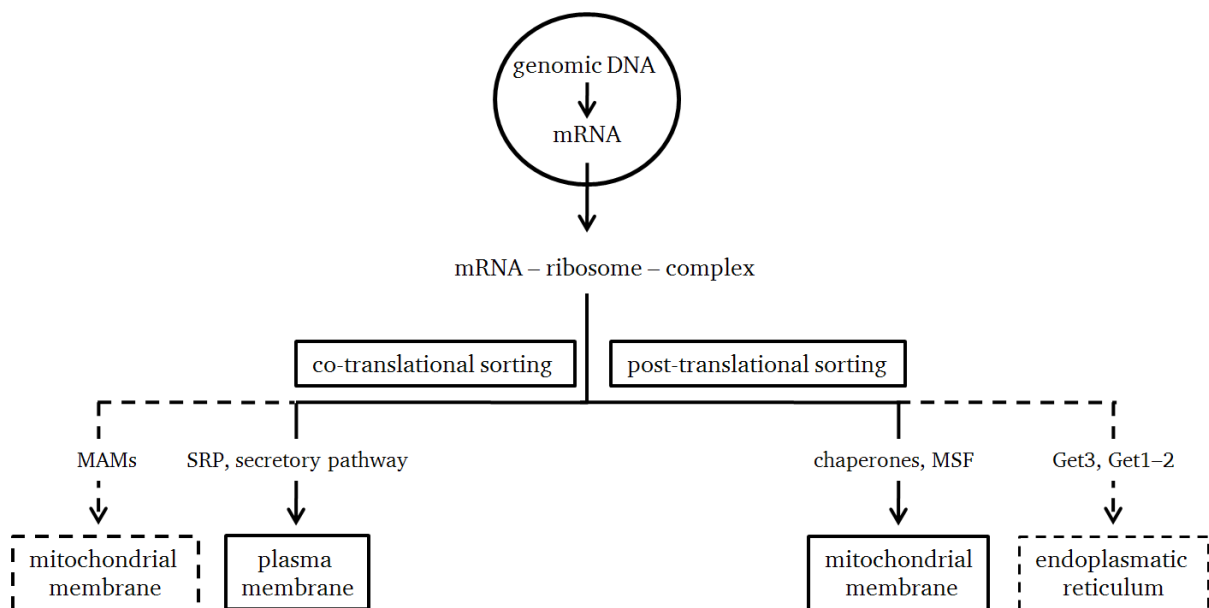 genomic DNA
mRNA
mRNA – ribosome – complex
co-translational sorting
post-translational sorting
MAMs
SRP, secretory pathway
chaperones, MSF
Get3, Get1–2
mitochondrial
membrane
plasma
membrane
mitochondrial
membrane
endoplasmatic
reticulum